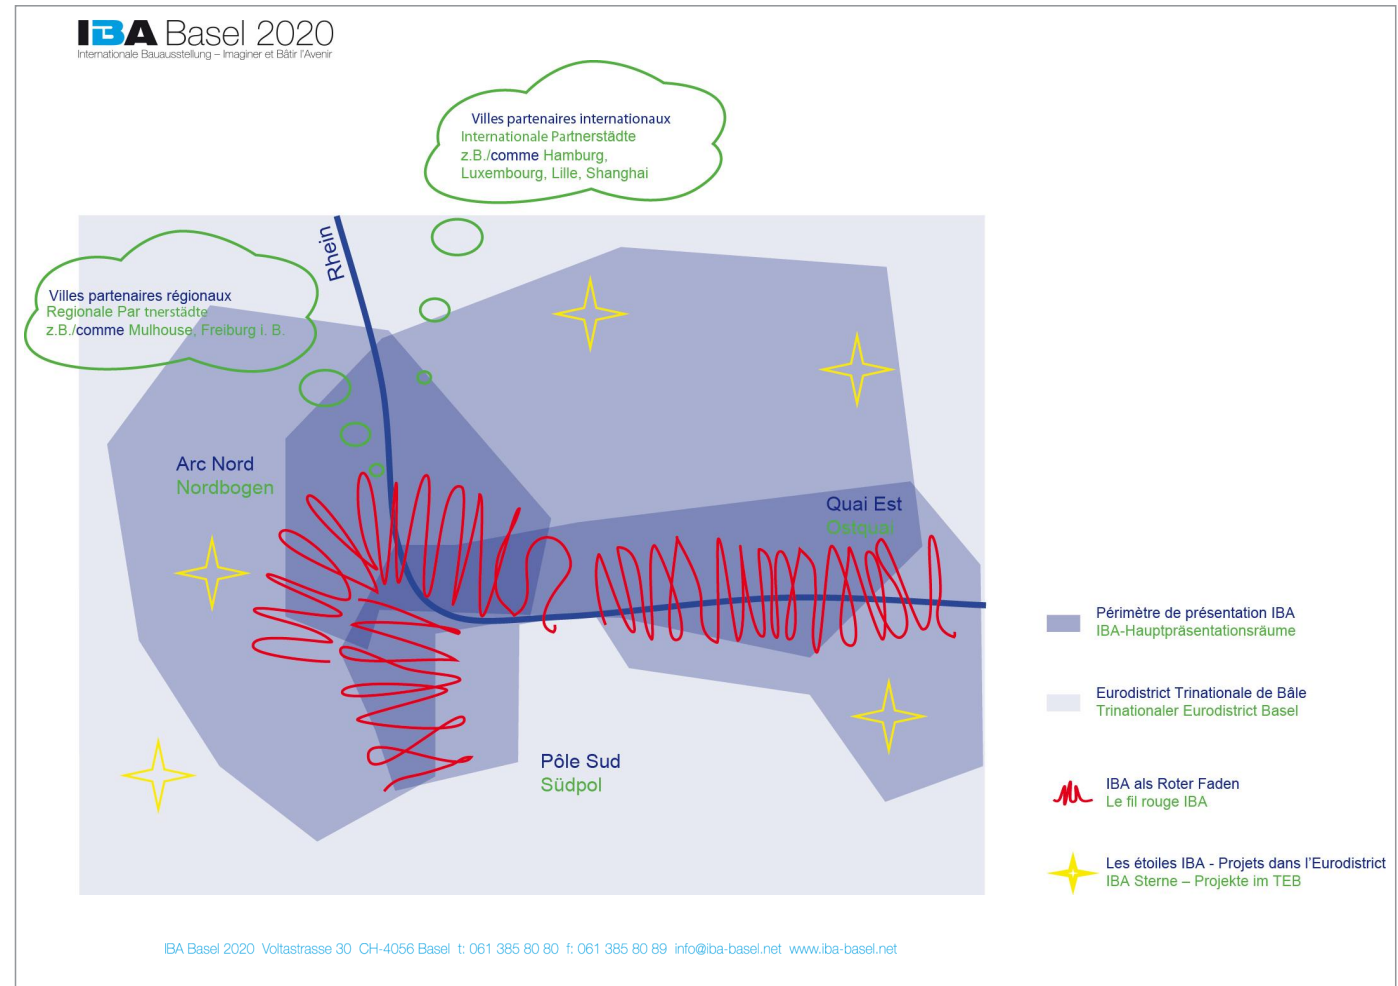 IBA Basel 2020
Internationale Bauausstellung – Imaginer et Bâtir l'Avenir
Villes partenaires internationaux
Internationale Partnerstädte
z.B./comme Hamburg,
Luxembourg, Lille, Shanghai
Rhein
Villes partenaires régionaux
Regionale Par tnerstädte
z.B./comme Mulhouse, Freiburg i. B.
Arc Nord
Nordbogen
Quai Est
Ostquai
Pôle Sud
Südpol
Périmètre de présentation IBA
IBA-Hauptpräsentationsräume
Eurodistrict Trinationale de Bâle
Trinationaler Eurodistrict Basel
IBA als Roter Faden
Le fil rouge IBA
Les étoiles IBA - Projets dans l'Eurodistrict
IBA Sterne – Projekte im TEB
IBA Basel 2020 Voltastrasse 30 CH-4056 Basel t: 061 385 80 80 f: 061 385 80 89 info@iba-basel.net www.iba-basel.net